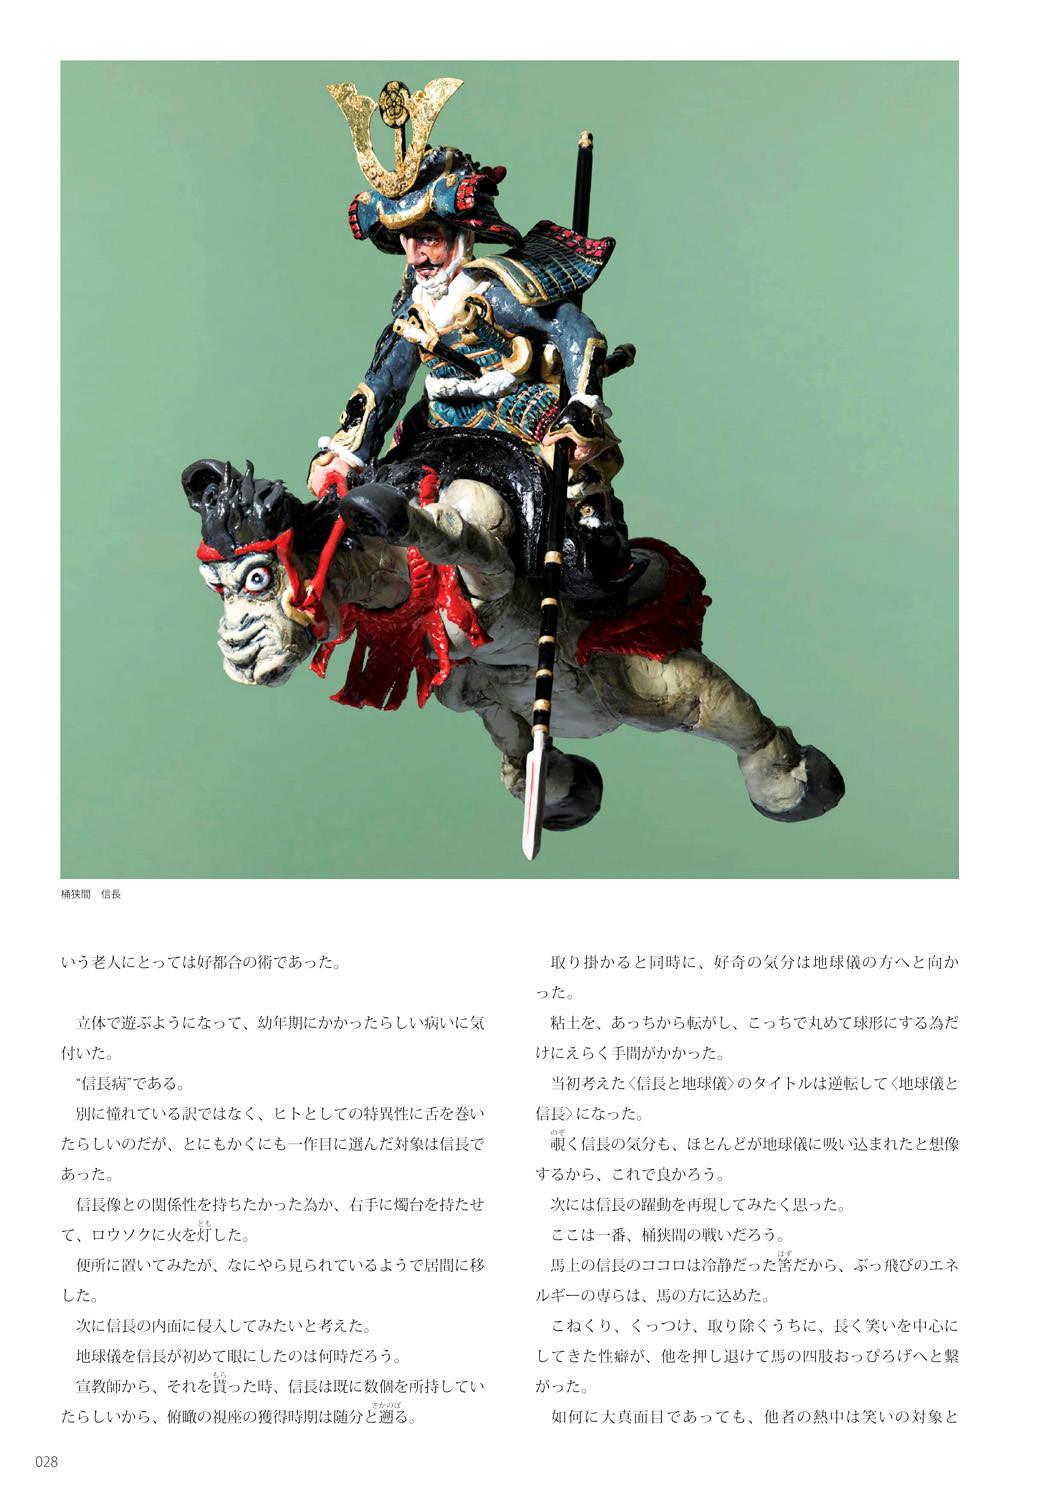 桶狭間　信長
いう老人にとっては好都合の術であった。
立体で遊ぶようになって、幼年期にかかったらしい病いに気
付いた。
“信長病”である。
別に憧れている訳ではなく、ヒトとしての特異性に舌を巻い
たらしいのだが、とにもかくにも一作目に選んだ対象は信長で
あった。
信長像との関係性を持ちたかった為か、右手に燭台を持たせ
とも
て、ロウソクに火を灯した。
便所に置いてみたが、なにやら見られているようで居間に移
した。
次に信長の内面に侵入してみたいと考えた。
地球儀を信長が初めて眼にしたのは何時だろう。
もら
宣教師から、それを貰った時、信長は既に数個を所持してい
さかのぼ
たらしいから、俯瞰の視座の獲得時期は随分と遡る。
取り掛かると同時に、好奇の気分は地球儀の方へと向か
った。
粘土を、あっちから転がし、こっちで丸めて球形にする為だ
けにえらく手間がかかった。
当初考えた〈信長と地球儀〉のタイトルは逆転して〈地球儀と
信長〉になった。
のぞ
覗く信長の気分も、ほとんどが地球儀に吸い込まれたと想像
するから、これで良かろう。
次には信長の躍動を再現してみたく思った。
ここは一番、桶狭間の戦いだろう。
はず
馬上の信長のココロは冷静だった筈だから、ぶっ飛びのエネ
ルギーの専らは、馬の方に込めた。
こねくり、くっつけ、取り除くうちに、長く笑いを中心に
してきた性癖が、他を押し退けて馬の四肢おっぴろげへと繋
がった。
如何に大真面目であっても、他者の熱中は笑いの対象と
028